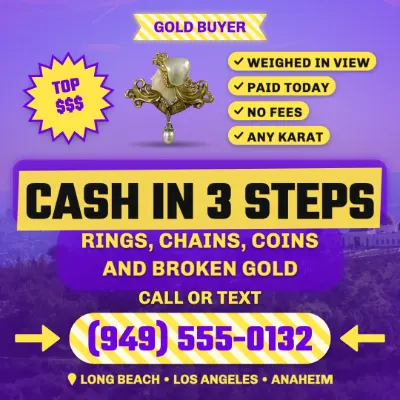 GOLD BUYER
TOP
$$$
WEIGHED IN VIEW
PAID TODAY
NO FEES
ANY KARAT
CASH IN 3 STEPS
RINGS, CHAINS, COINS
AND BROKEN GOLD
CALL OR TEXT
(949) 555-0132
LONG BEACH • LOS ANGELES • ANAHEIM